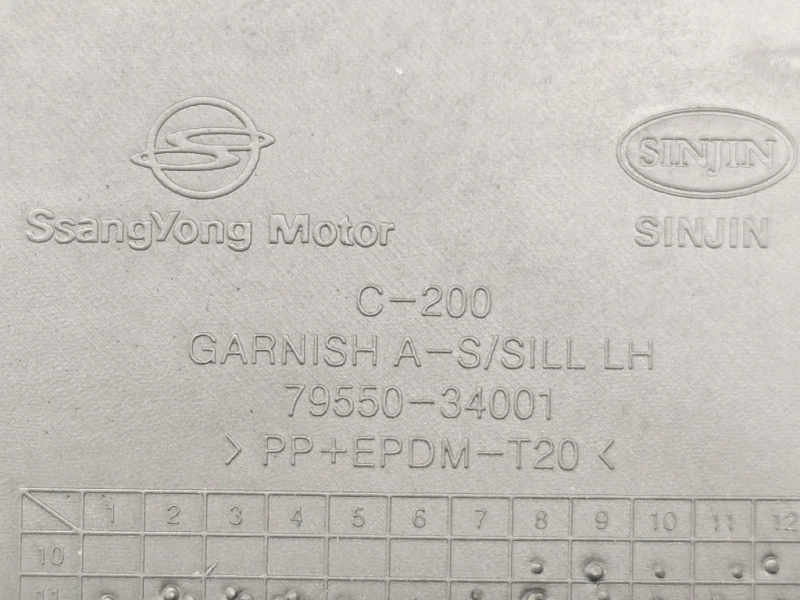 SINJIN
SsangYong Motor
SINJIN
C-200
GARNISH A-S/SILL LH
79550-34001
> PP+EPDM-T20 <
1 2 3 4 5 6 7 8 9 10 11 12
10
11